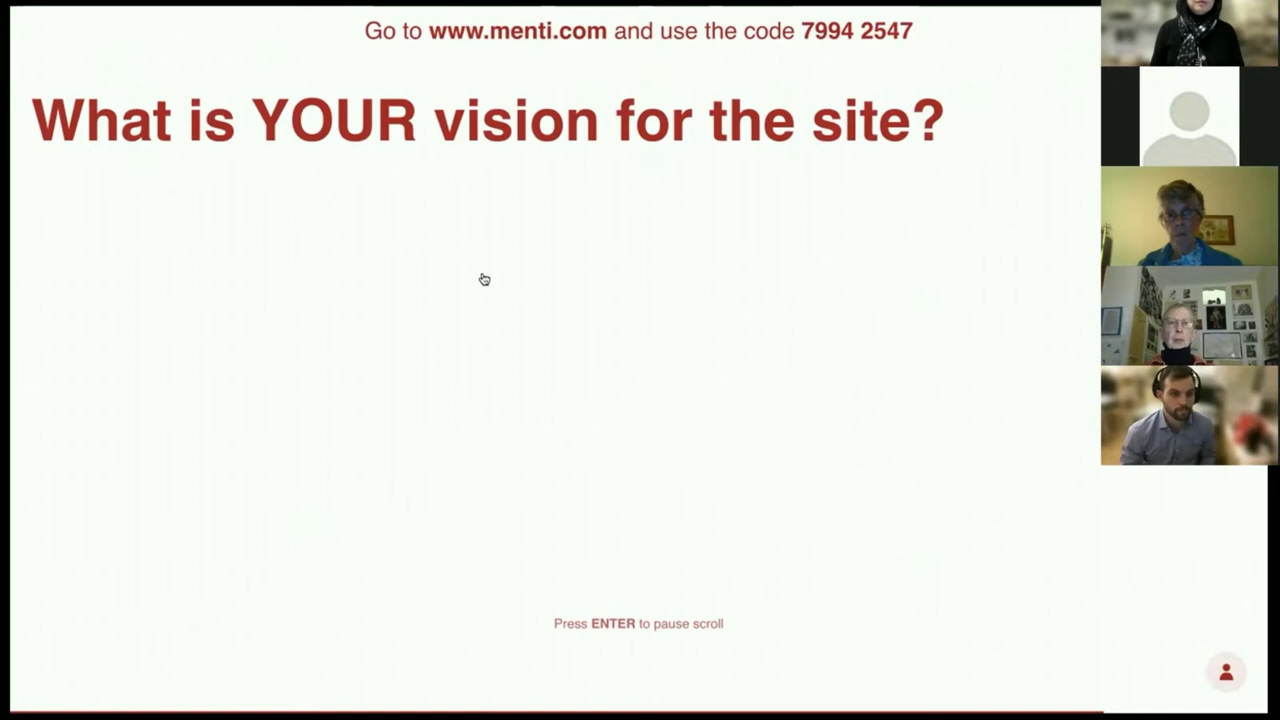 Go to www.menti.com and use the code 7994 2547
What is YOUR vision for the site?
Press ENTER to pause scroll